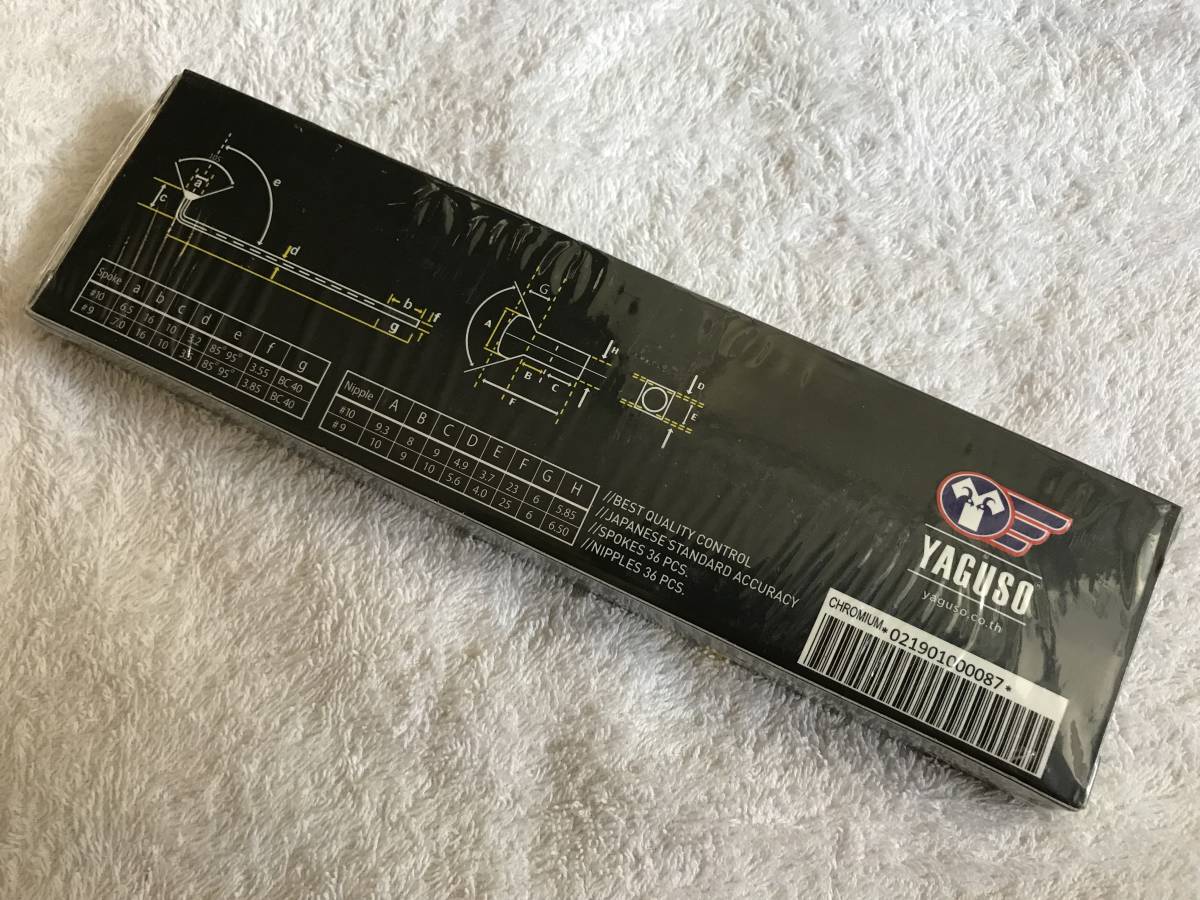 105
a
c
e
d
b
f
g
Spoke a b c d e f g
#10 6.5 16 10 3.2 85° 95° 3.55 BC 40
#9 7.0 16 10 3.5 85° 95° 3.85 BC 40
G
A
H
B
C
F
D
E
Nipple A B C D E F G H
#10 9.3 8 9 4.9 3.7 23 6 5.85
#9 10 9 10 5.6 4.0 25 6 6.50
//BEST QUALITY CONTROL
//JAPANESE STANDARD ACCURACY
//SPOKES 36 PCS.
//NIPPLES 36 PCS.
YAGUSO
yaguso.co.th
CHROMIUM *021901000087*